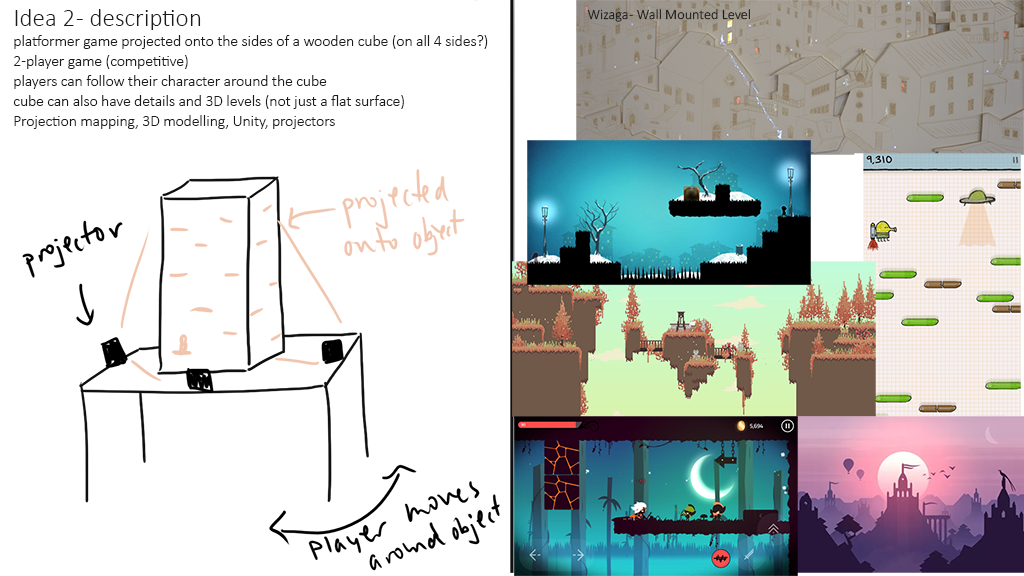 Idea 2- description
platformer game projected onto the sides of a wooden cube (on all 4 sides?)
2-player game (competitive)
players can follow their character around the cube
cube can also have details and 3D levels (not just a flat surface)
Projection mapping, 3D modelling, Unity, projectors
projector
projected
onto object
player moves
around object
Wizaga- Wall Mounted Level
9,310
5,694